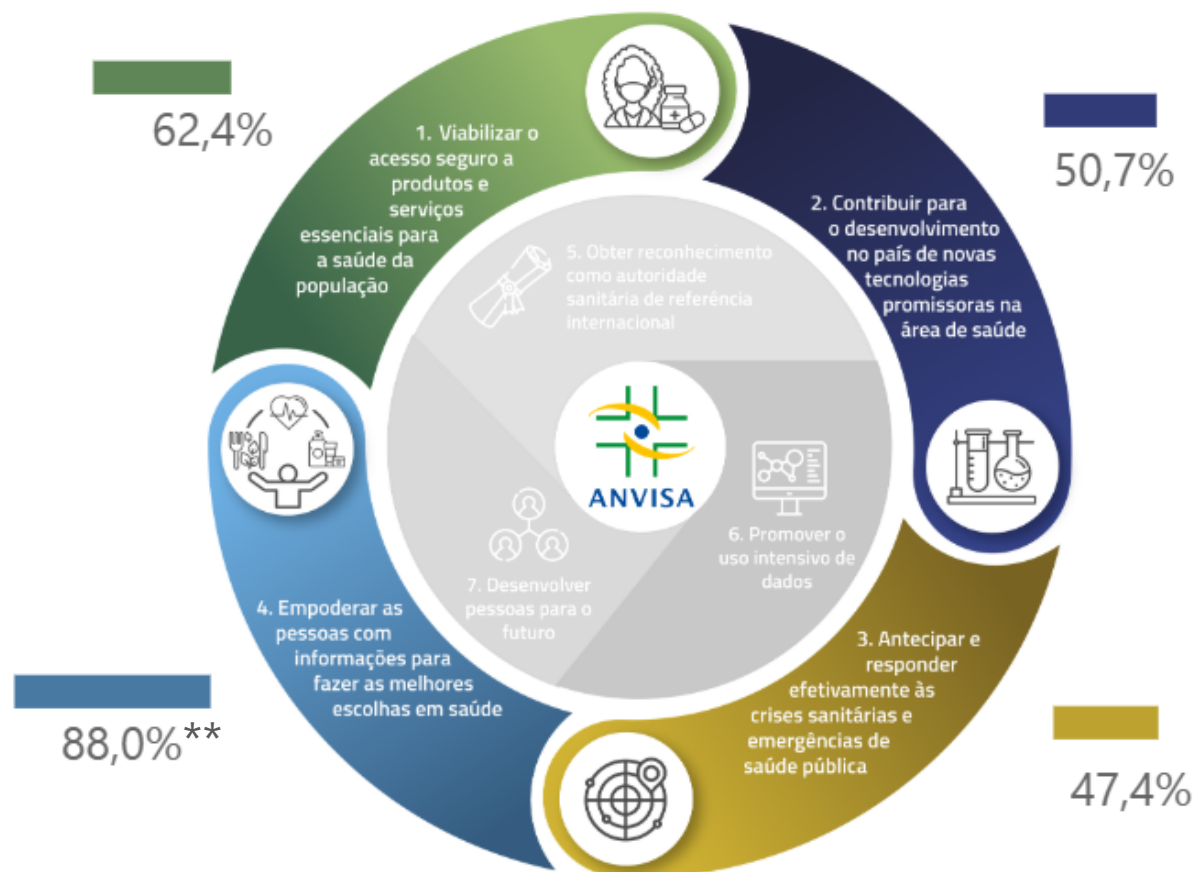 62,4%
1. Viabilizar o
acesso seguro a
produtos e
serviços
essenciais para
a saúde da
população
50,7%
2. Contribuir para
o desenvolvimento
no país de novas
tecnologias
promissoras na
área de saúde
5. Obter reconhecimento
como autoridade
sanitária de referência
internacional
ANVISA
6. Promover o
uso intensivo de
dados
7. Desenvolver
pessoas para o
futuro
4. Empoderar as
pessoas com
informações para
fazer as melhores
escolhas em saúde
88,0%**
3. Antecipar e
responder
efetivamente às
crises sanitárias e
emergências de
saúde pública
47,4%